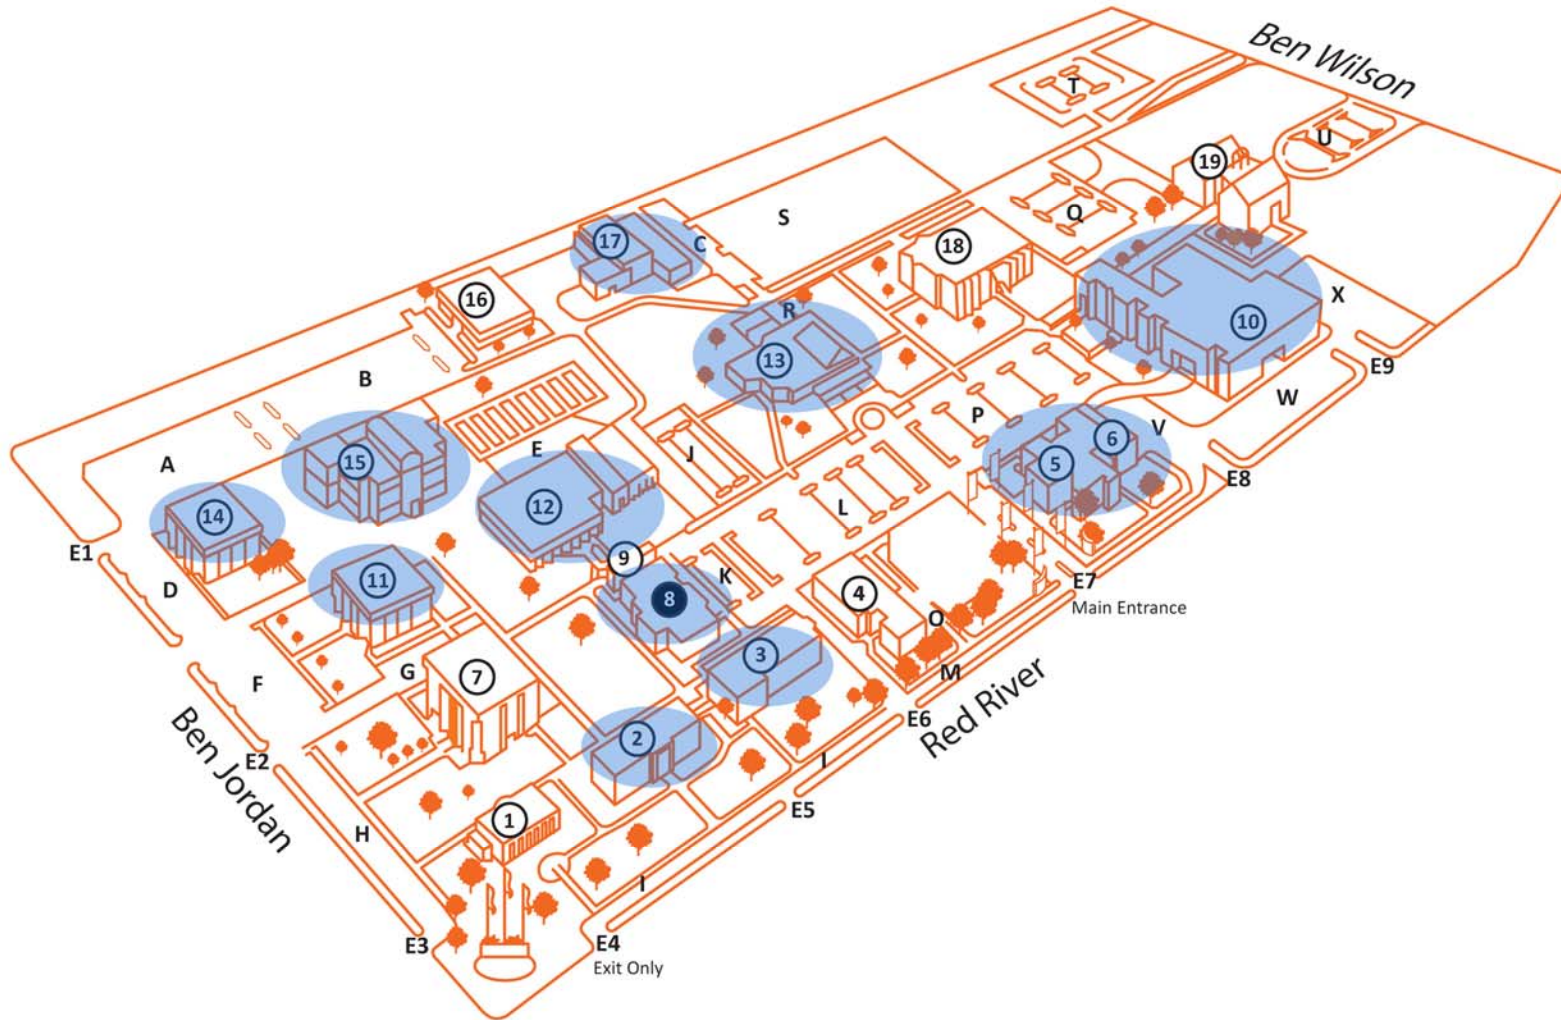 Ben Wilson
T
U
19
S
Q
17
C
18
16
R
X
10
13
E9
B
W
P
V
6
5
E
J
A
15
E8
12
L
14
E1
9
E7
Main Entrance
K
11
D
8
4
O
3
M
G
7
F
E6
Red River
2
I
Ben Jordan
E2
E5
1
H
I
E3
E4
Exit Only